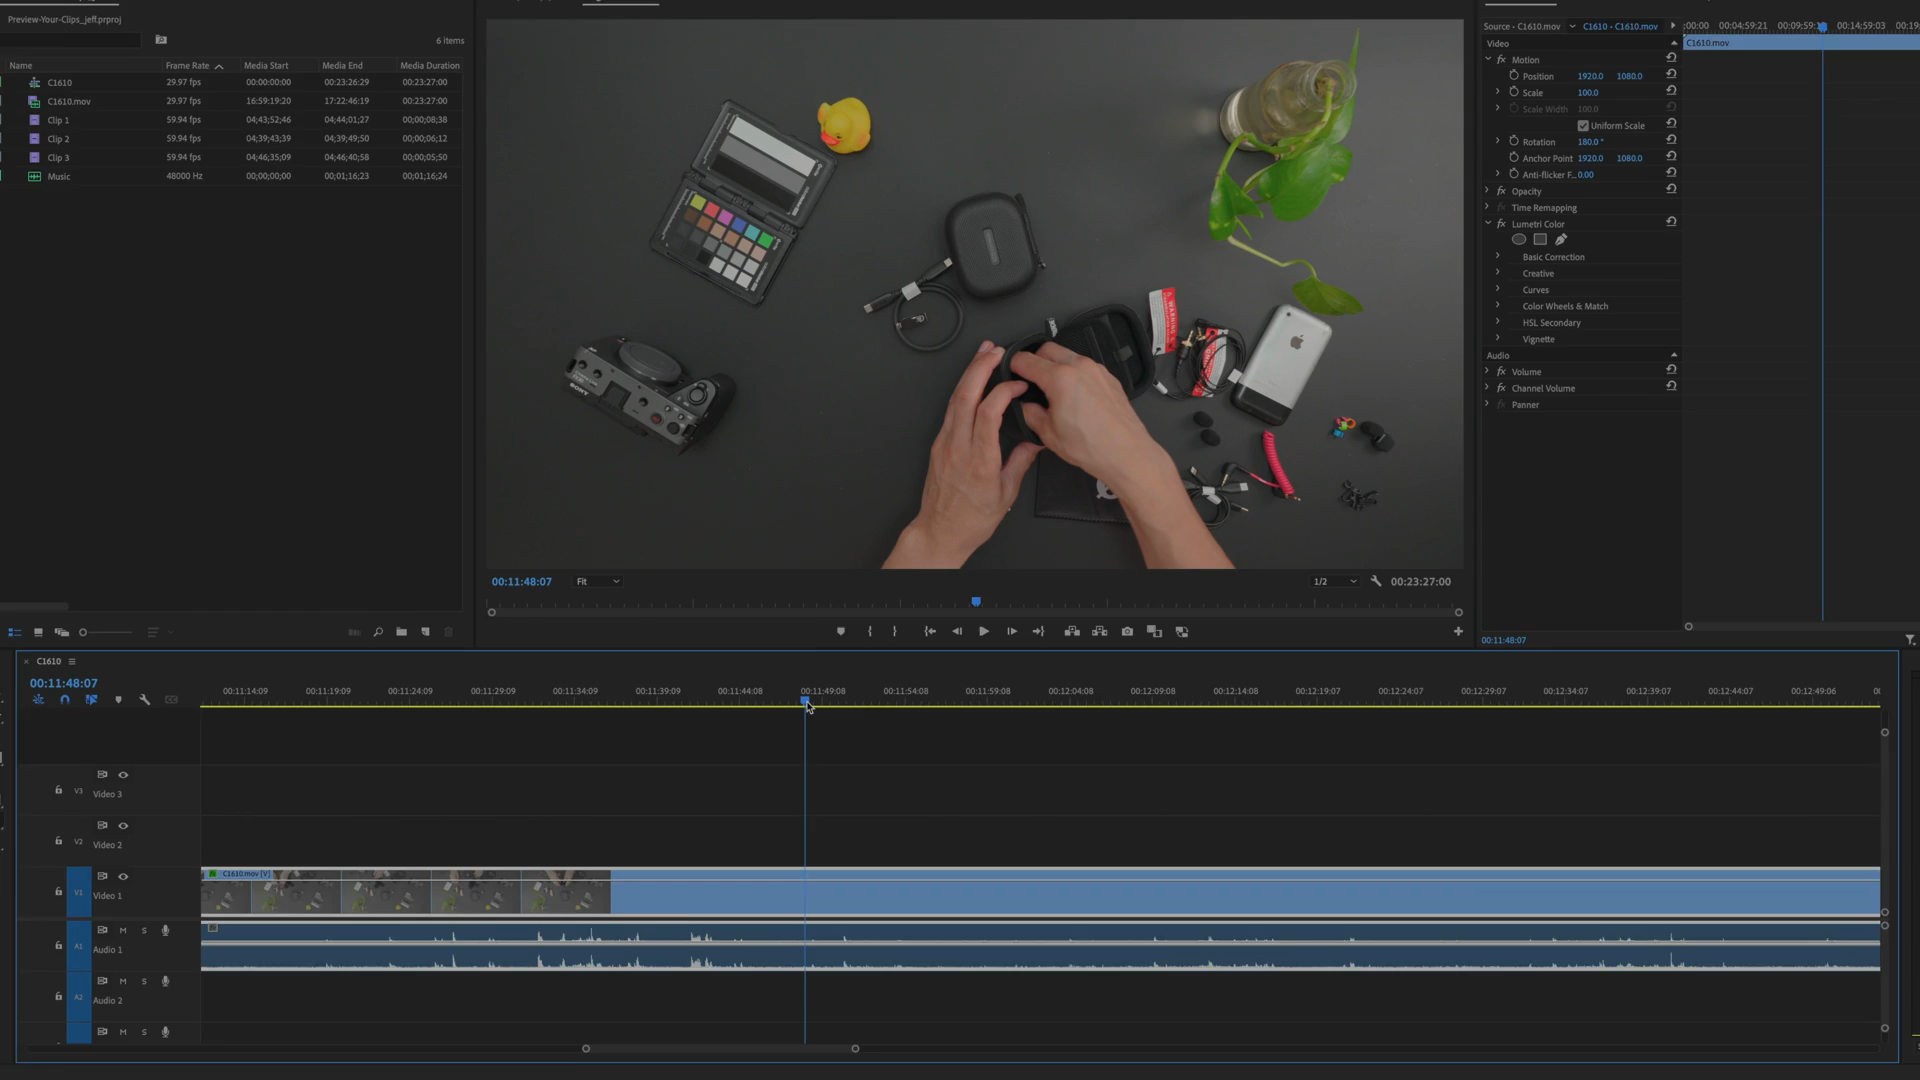 Preview-Your-Clips_jeff.prproj
6 items
Name Frame Rate Media Start Media End Media Duration
C1610 29.97 fps 00:00:00:00 00:23:26:29 00:23:27:00
C1610.mov 29.97 fps 16:59:19:20 17:22:46:19 00:23:27:00
Clip 1 59.94 fps 04;43;52;46 04;44;01;27 00;00;08;38
Clip 2 59.94 fps 04;39;43;39 04;39;49;50 00;00;06;12
Clip 3 59.94 fps 04;46;35;09 04;46;40;58 00;00;05;50
Music 48000 Hz 00;00;00;00 00;01;16;23 00;01;16;24
SONY
WARNING
00:11:48:07 Fit 1/2 00:23:27:00
Source - C1610.mov C1610 - C1610.mov
;00:00 00:04:59:21 00:09:59: 00:14:59:03 00:19
C1610.mov
Video
fx Motion
Position 1920.0 1080.0
Scale 100.0
Scale Width 100.0
Uniform Scale
Rotation 180.0 °
Anchor Point 1920.0 1080.0
Anti-flicker F... 0.00
fx Opacity
fx Time Remapping
fx Lumetri Color
Basic Correction
Creative
Curves
Color Wheels & Match
HSL Secondary
Vignette
Audio
fx Volume
fx Channel Volume
fx Panner
00:11:48:07
× C1610
00:11:48:07
00:11:14:09 00:11:19:09 00:11:24:09 00:11:29:09 00:11:34:09 00:11:39:09 00:11:44:08 00:11:49:08 00:11:54:08 00:11:59:08 00:12:04:08 00:12:09:08 00:12:14:08 00:12:19:07 00:12:24:07 00:12:29:07 00:12:34:07 00:12:39:07 00:12:44:07 00:12:49:06
V3 Video 3
V2 Video 2
V1 Video 1
fx C1610.mov [V]
M S
A1 Audio 1
M S
A2 Audio 2
M S